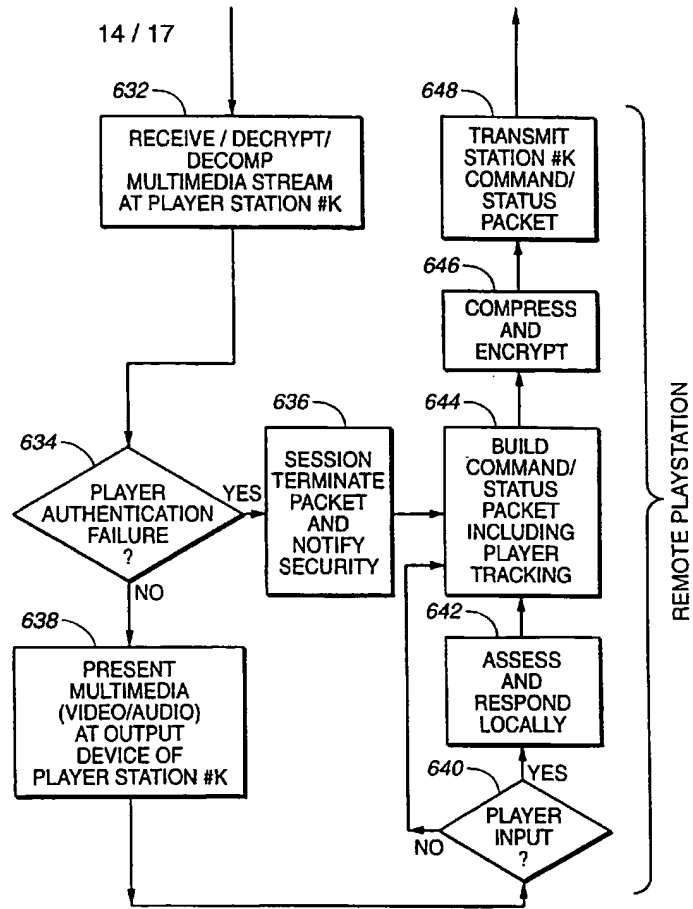 14 / 17
632
RECEIVE / DECRYPT/
DECOMP
MULTIMEDIA STREAM
AT PLAYER STATION #K
634
PLAYER
AUTHENTICATION
FAILURE
?
YES
NO
636
SESSION
TERMINATE
PACKET
AND
NOTIFY
SECURITY
638
PRESENT
MULTIMEDIA
(VIDEO/AUDIO)
AT OUTPUT
DEVICE OF
PLAYER STATION #K
648
TRANSMIT
STATION #K
COMMAND/
STATUS
PACKET
646
COMPRESS
AND
ENCRYPT
644
BUILD
COMMAND/
STATUS
PACKET
INCLUDING
PLAYER
TRACKING
642
ASSESS
AND
RESPOND
LOCALLY
640
YES
PLAYER
INPUT
?
NO
REMOTE PLAYSTATION